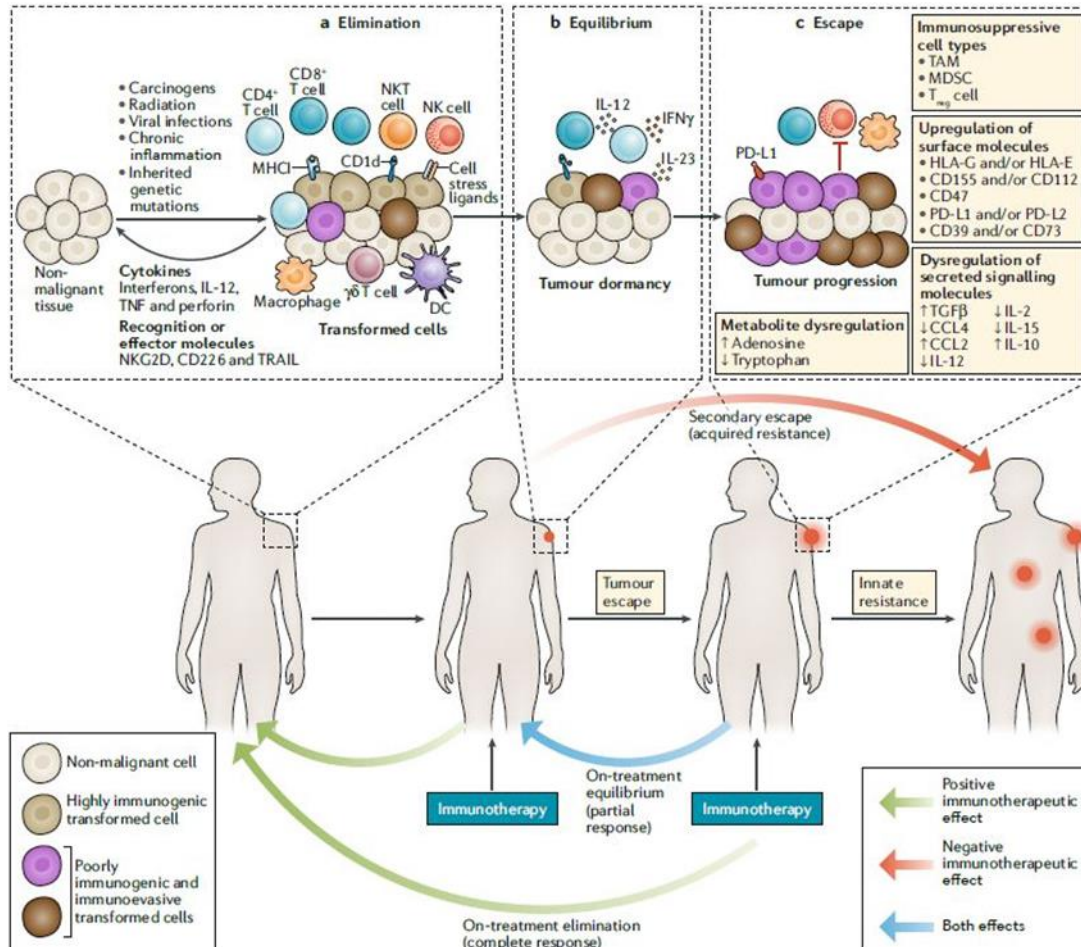 a Elimination
Carcinogens
Radiation
Viral infections
Chronic
inflammation
Inherited
genetic
mutations
CD4+
T cell
CD8+
T cell
NKT
cell
NK cell
MHCI
CD1d
Cell
stress
ligands
Non-
malignant
tissue
Cytokines
Interferons, IL-12,
TNF and perforin
Recognition or
effector molecules
NKG2D, CD226 and TRAIL
Macrophage
γδ T cell
DC
Transformed cells
b Equilibrium
IL-12
IFNγ
IL-23
Tumour dormancy
c Escape
PD-L1
Tumour progression
Metabolite dysregulation
↑ Adenosine
↓ Tryptophan
Immunosuppressive
cell types
• TAM
• MDSC
• Treg cell
Upregulation of
surface molecules
• HLA-G and/or HLA-E
• CD155 and/or CD112
• CD47
• PD-L1 and/or PD-L2
• CD39 and/or CD73
Dysregulation of
secreted signalling
molecules
↑TGFβ ↓IL-2
↓CCL4 ↓IL-15
↑CCL2 ↑IL-10
↓IL-12
Secondary escape
(acquired resistance)
Tumour
escape
Innate
resistance
Immunotherapy
On-treatment
equilibrium
(partial
response)
Immunotherapy
On-treatment elimination
(complete response)
Non-malignant cell
Highly immunogenic
transformed cell
Poorly
immunogenic and
immunoevasive
transformed cells
Positive
immunotherapeutic
effect
Negative
immunotherapeutic
effect
Both effects